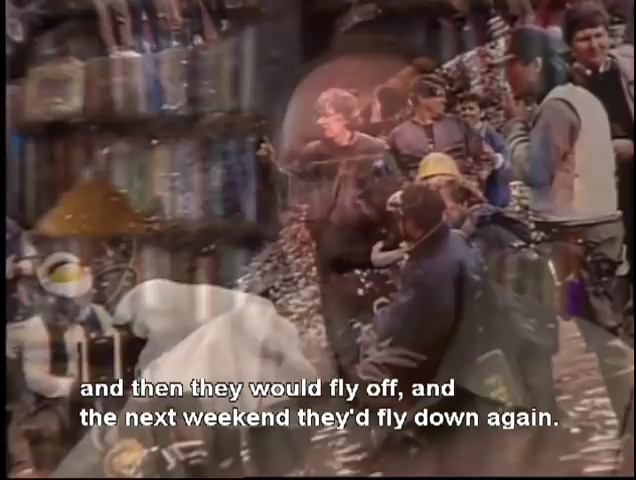 and then they would fly off, and
the next weekend they'd fly down again.